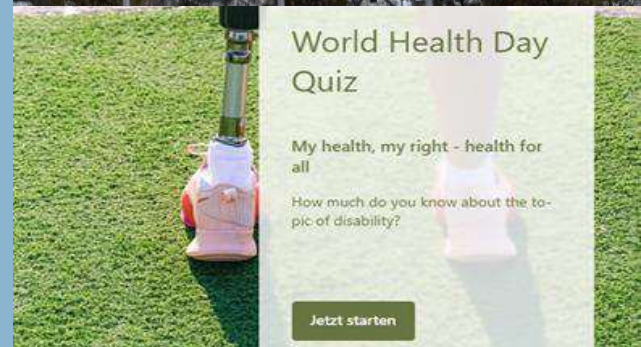 World Health Day
Quiz
My health, my right - health for
all
How much do you know about the to-
pic of disability?
Jetzt starten